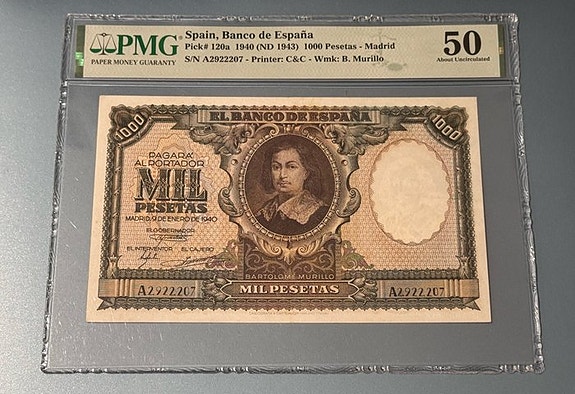 PMG
PAPER MONEY GUARANTY
Spain, Banco de España
Pick# 120a 1940 (ND 1943) 1000 Pesetas - Madrid
S/N A2922207 - Printer: C&C - Wmk: B. Murillo
50
About Uncirculated
EL BANCO DE ESPAÑA
1000
1000
PAGARÁ
AL PORTADOR
MIL
PESETAS
MADRID, 9 DE ENERO DE 1940
EL GOBERNADOR
EL INTERVENTOR EL CAJERO
BARTOLOMÉ MURILLO
A2922207
MIL PESETAS
A2922207